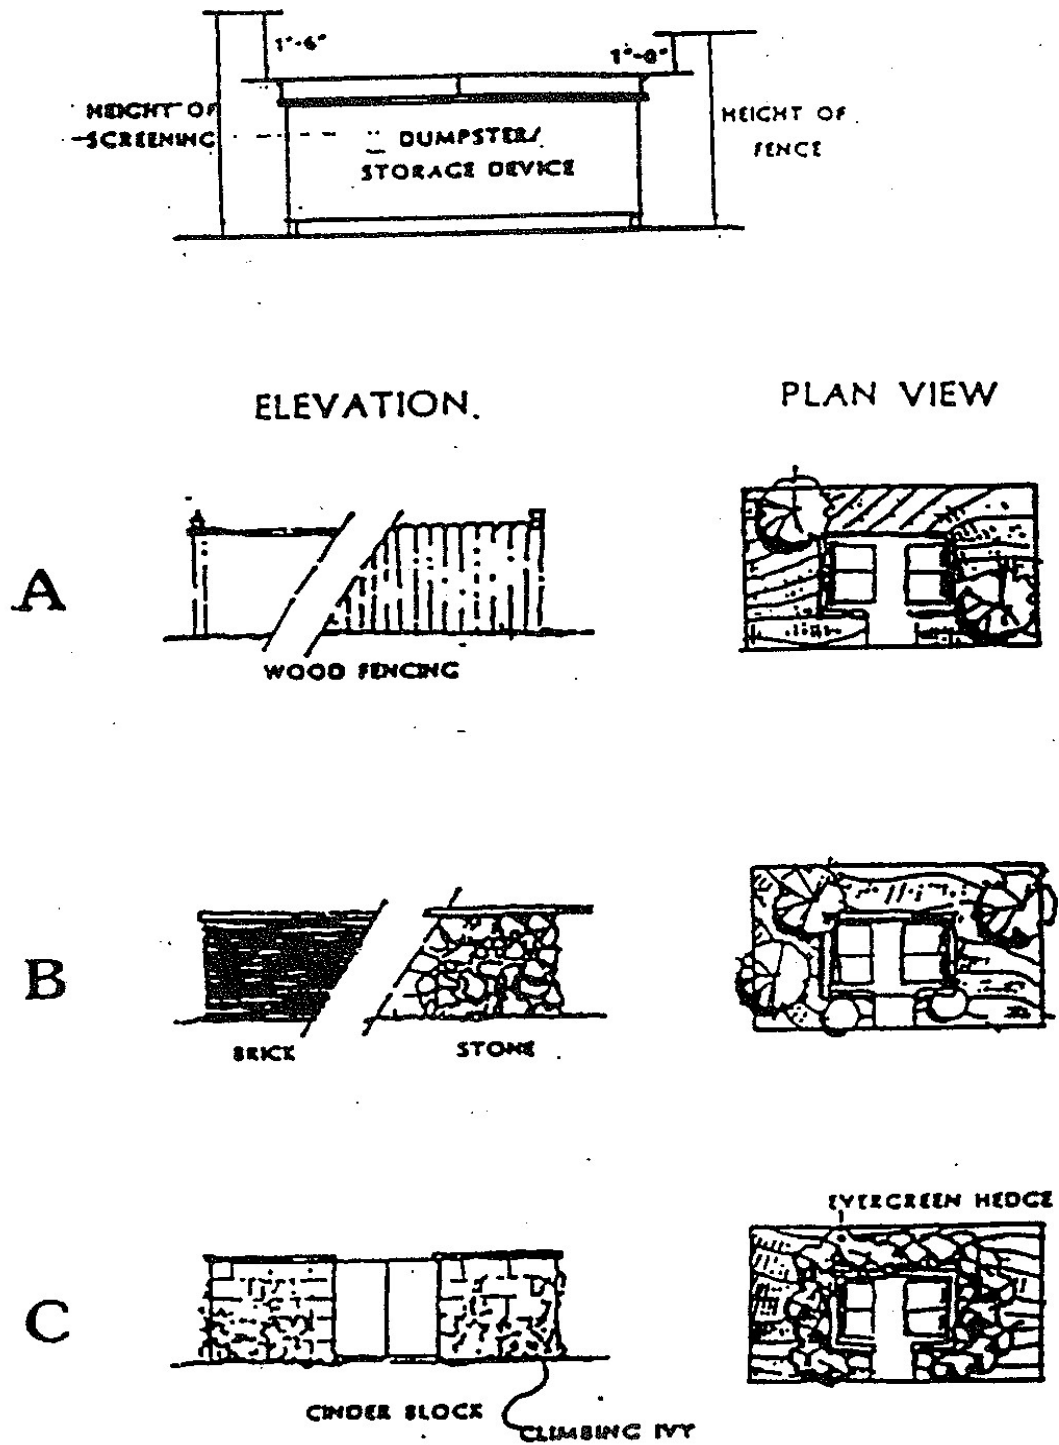 1'-6"
1'-0"
HEIGHT OF
SCREENING
DUMPSTER/
STORAGE DEVICE
HEIGHT OF
FENCE
ELEVATION.
PLAN VIEW
A
WOOD FENCING
B
BRICK
STONE
EVERGREEN HEDGE
C
CINDER BLOCK
CLIMBING IVY